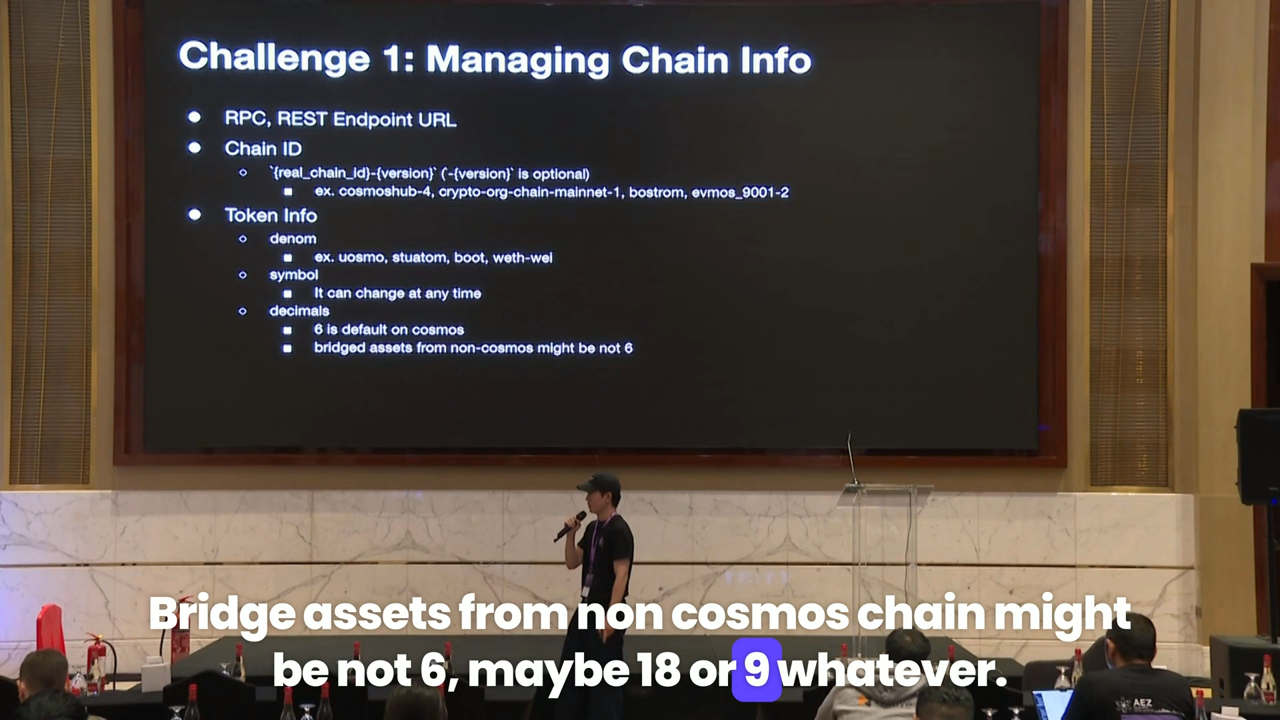 Challenge 1: Managing Chain Info
● RPC, REST Endpoint URL
● Chain ID
○ `{real_chain_id}-{version}` (`-{version}` is optional)
■ ex. cosmoshub-4, crypto-org-chain-mainnet-1, bostrom, evmos_9001-2
● Token Info
○ denom
■ ex. uosmo, stuatom, boot, weth-wei
○ symbol
■ It can change at any time
○ decimals
■ 6 is default on cosmos
■ bridged assets from non-cosmos might be not 6
Bridge assets from non cosmos chain might
be not 6, maybe 18 or 9 whatever.
AEZ